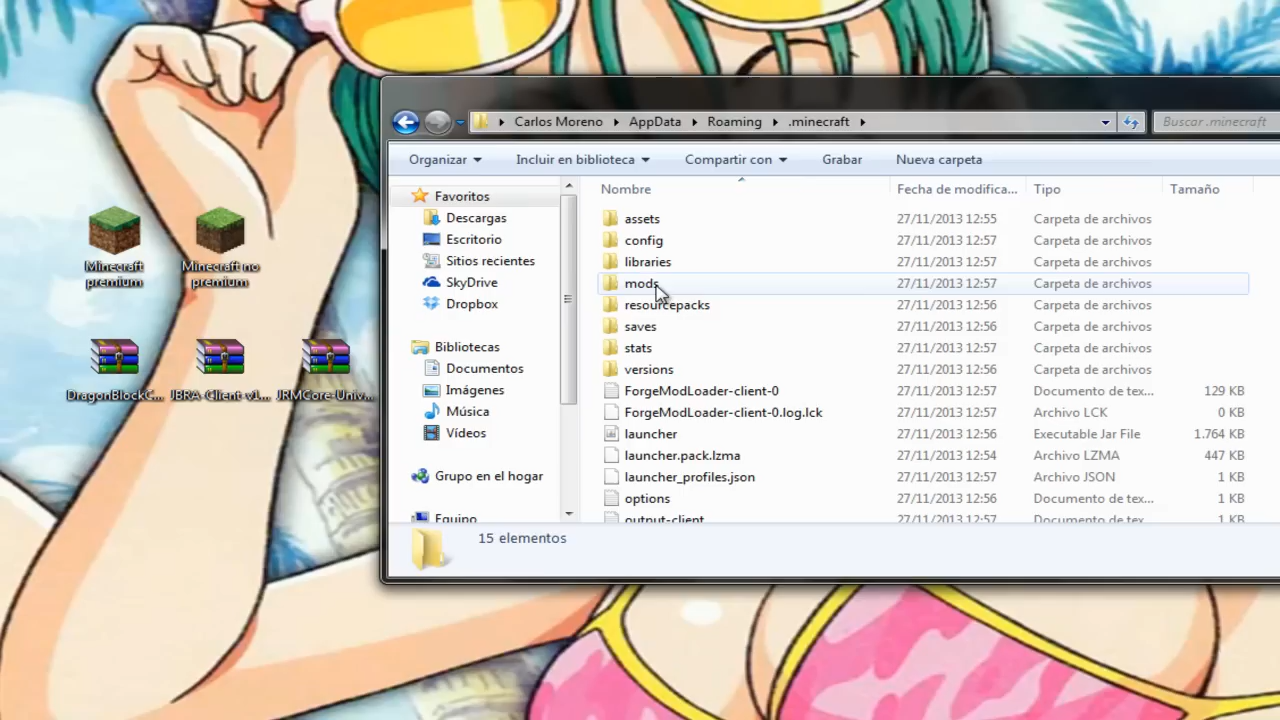 Carlos Moreno AppData Roaming .minecraft Buscar .minecraft
Organizar Incluir en biblioteca Compartir con Grabar Nueva carpeta
Favoritos
Descargas
Escritorio
Sitios recientes
SkyDrive
Dropbox
Bibliotecas
Documentos
Imágenes
Música
Vídeos
Grupo en el hogar
Equipo
Nombre Fecha de modifica... Tipo Tamaño
assets 27/11/2013 12:55 Carpeta de archivos
config 27/11/2013 12:57 Carpeta de archivos
libraries 27/11/2013 12:57 Carpeta de archivos
mods 27/11/2013 12:57 Carpeta de archivos
resourcepacks 27/11/2013 12:56 Carpeta de archivos
saves 27/11/2013 12:56 Carpeta de archivos
stats 27/11/2013 12:57 Carpeta de archivos
versions 27/11/2013 12:57 Carpeta de archivos
ForgeModLoader-client-0 27/11/2013 12:57 Documento de tex... 129 KB
ForgeModLoader-client-0.log.lck 27/11/2013 12:57 Archivo LCK 0 KB
launcher 27/11/2013 12:56 Executable Jar File 1.764 KB
launcher.pack.lzma 27/11/2013 12:54 Archivo LZMA 447 KB
launcher_profiles.json 27/11/2013 12:57 Archivo JSON 1 KB
options 27/11/2013 12:56 Documento de tex... 1 KB
output-client 27/11/2013 12:57 Documento de tex... 1 KB
15 elementos
Minecraft premium
Minecraft no premium
DragonBlockC...
JBRA-Client-v1...
JRMCore-Univ...